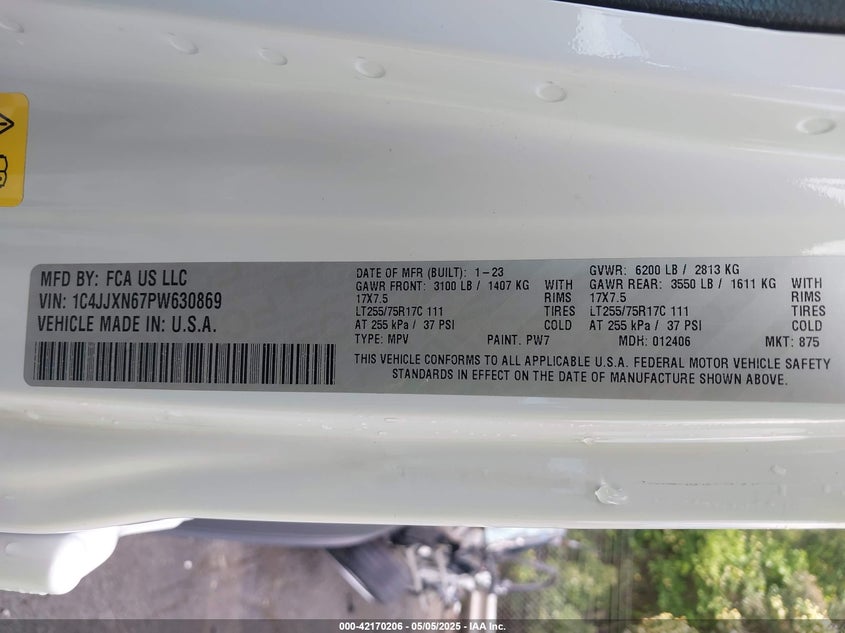 MFD BY: FCA US LLC
VIN: 1C4JJXN67PW630869
VEHICLE MADE IN: U.S.A.
DATE OF MFR (BUILT): 1-23
GVWR: 6200 LB / 2813 KG
GAWR FRONT: 3100 LB / 1407 KG WITH
GAWR REAR: 3550 LB / 1611 KG WITH
17X7.5 RIMS
17X7.5 RIMS
LT255/75R17C 111 TIRES
LT255/75R17C 111 TIRES
AT 255 kPa / 37 PSI COLD
AT 255 kPa / 37 PSI COLD
TYPE: MPV PAINT: PW7 MDH: 012406 MKT: 875
THIS VEHICLE CONFORMS TO ALL APPLICABLE U.S.A. FEDERAL MOTOR VEHICLE SAFETY
STANDARDS IN EFFECT ON THE DATE OF MANUFACTURE SHOWN ABOVE.
000-42170206 - 05/05/2025 - IAA Inc.